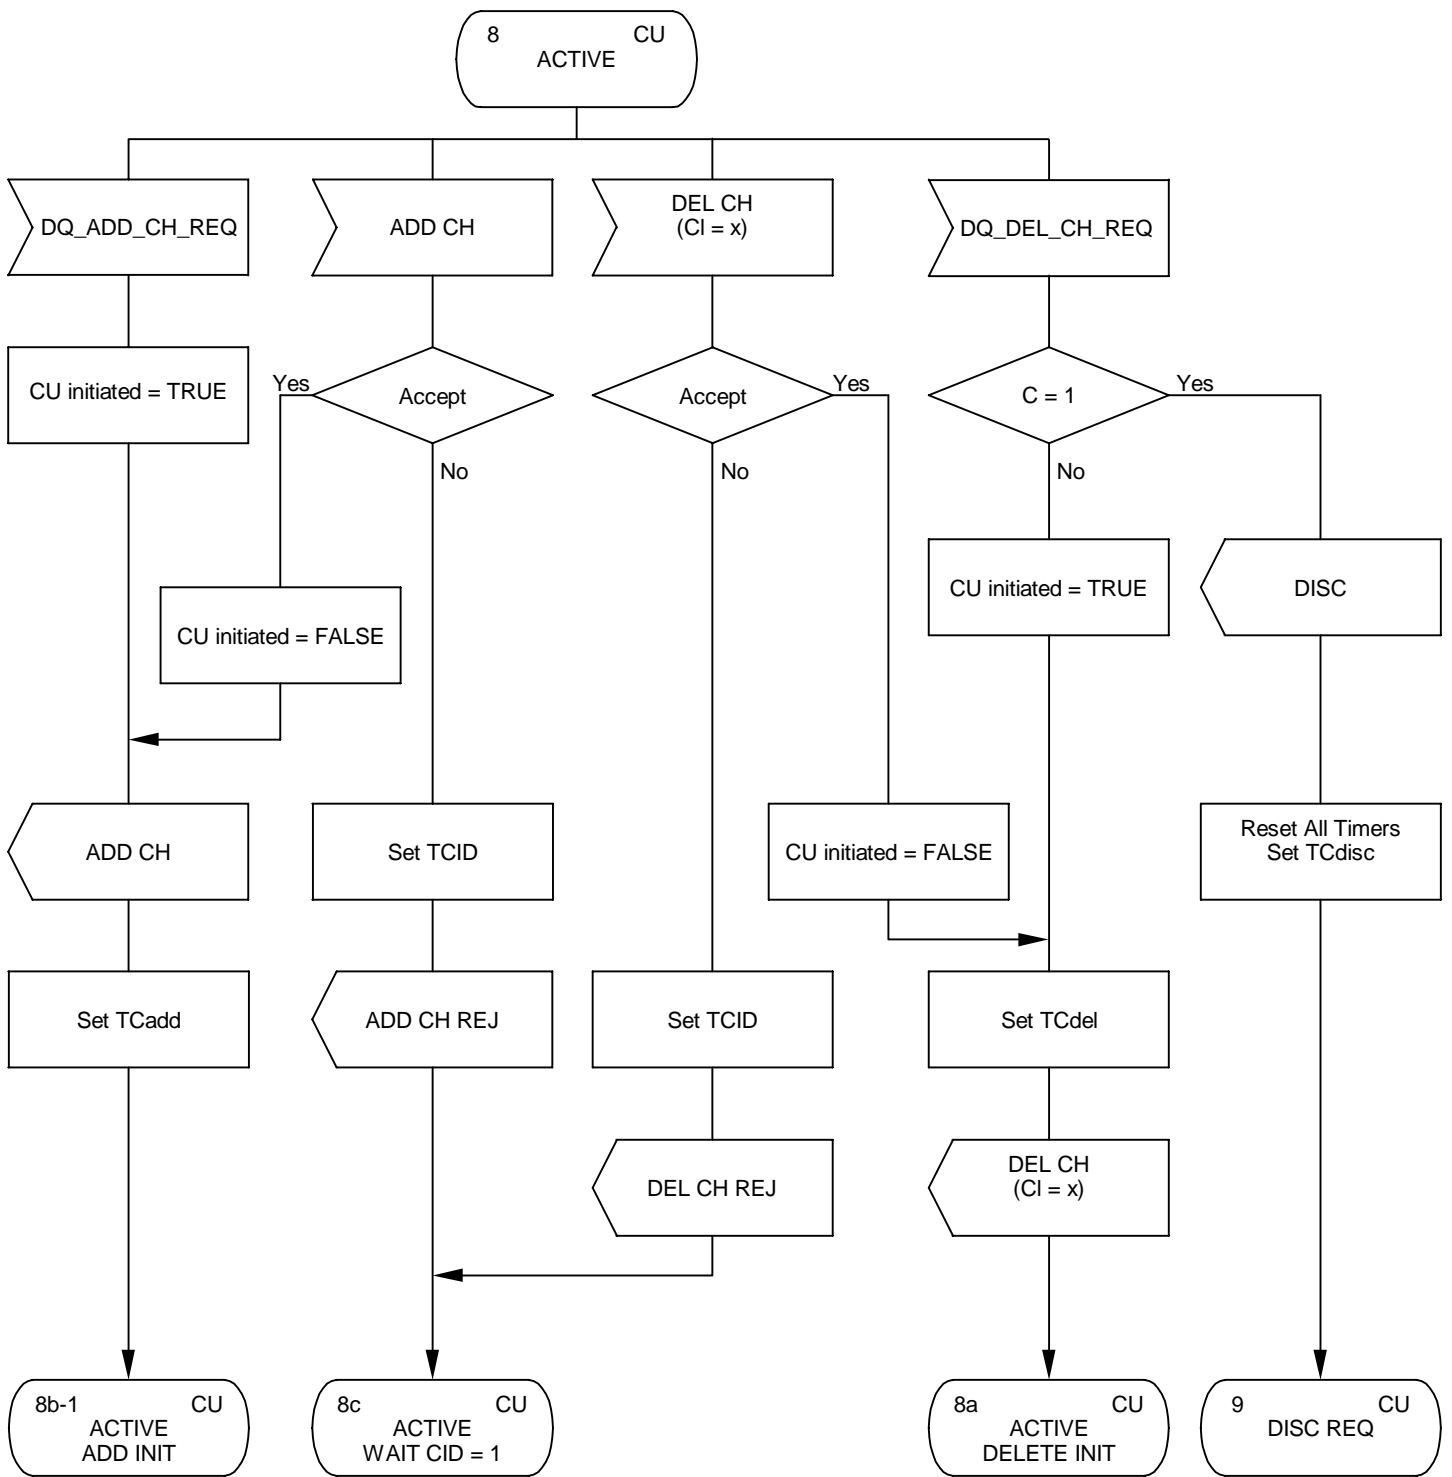 8 CU
ACTIVE
DQ_ADD_CH_REQ
ADD CH
DEL CH
(CI = x)
DQ_DEL_CH_REQ
CU initiated = TRUE
Yes
Accept
No
Accept
Yes
No
C = 1
Yes
No
CU initiated = FALSE
CU initiated = TRUE
DISC
ADD CH
Set TCID
CU initiated = FALSE
Reset All Timers
Set TCdisc
Set TCadd
ADD CH REJ
Set TCID
Set TCdel
DEL CH REJ
DEL CH
(CI = x)
8b-1 CU
ACTIVE
ADD INIT
8c CU
ACTIVE
WAIT CID = 1
8a CU
ACTIVE
DELETE INIT
9 CU
DISC REQ